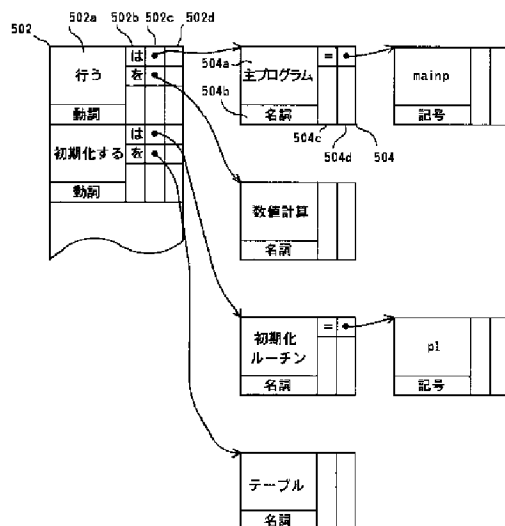 502 502a 502b 502c 502d
行う は を
動詞
初期化する は を
動詞
504a 主プログラム =
504b 名詞
504c 504d 504
mainp
記号
数値計算
名詞
初期化
ルーチン =
名詞
p1
記号
テーブル
名詞